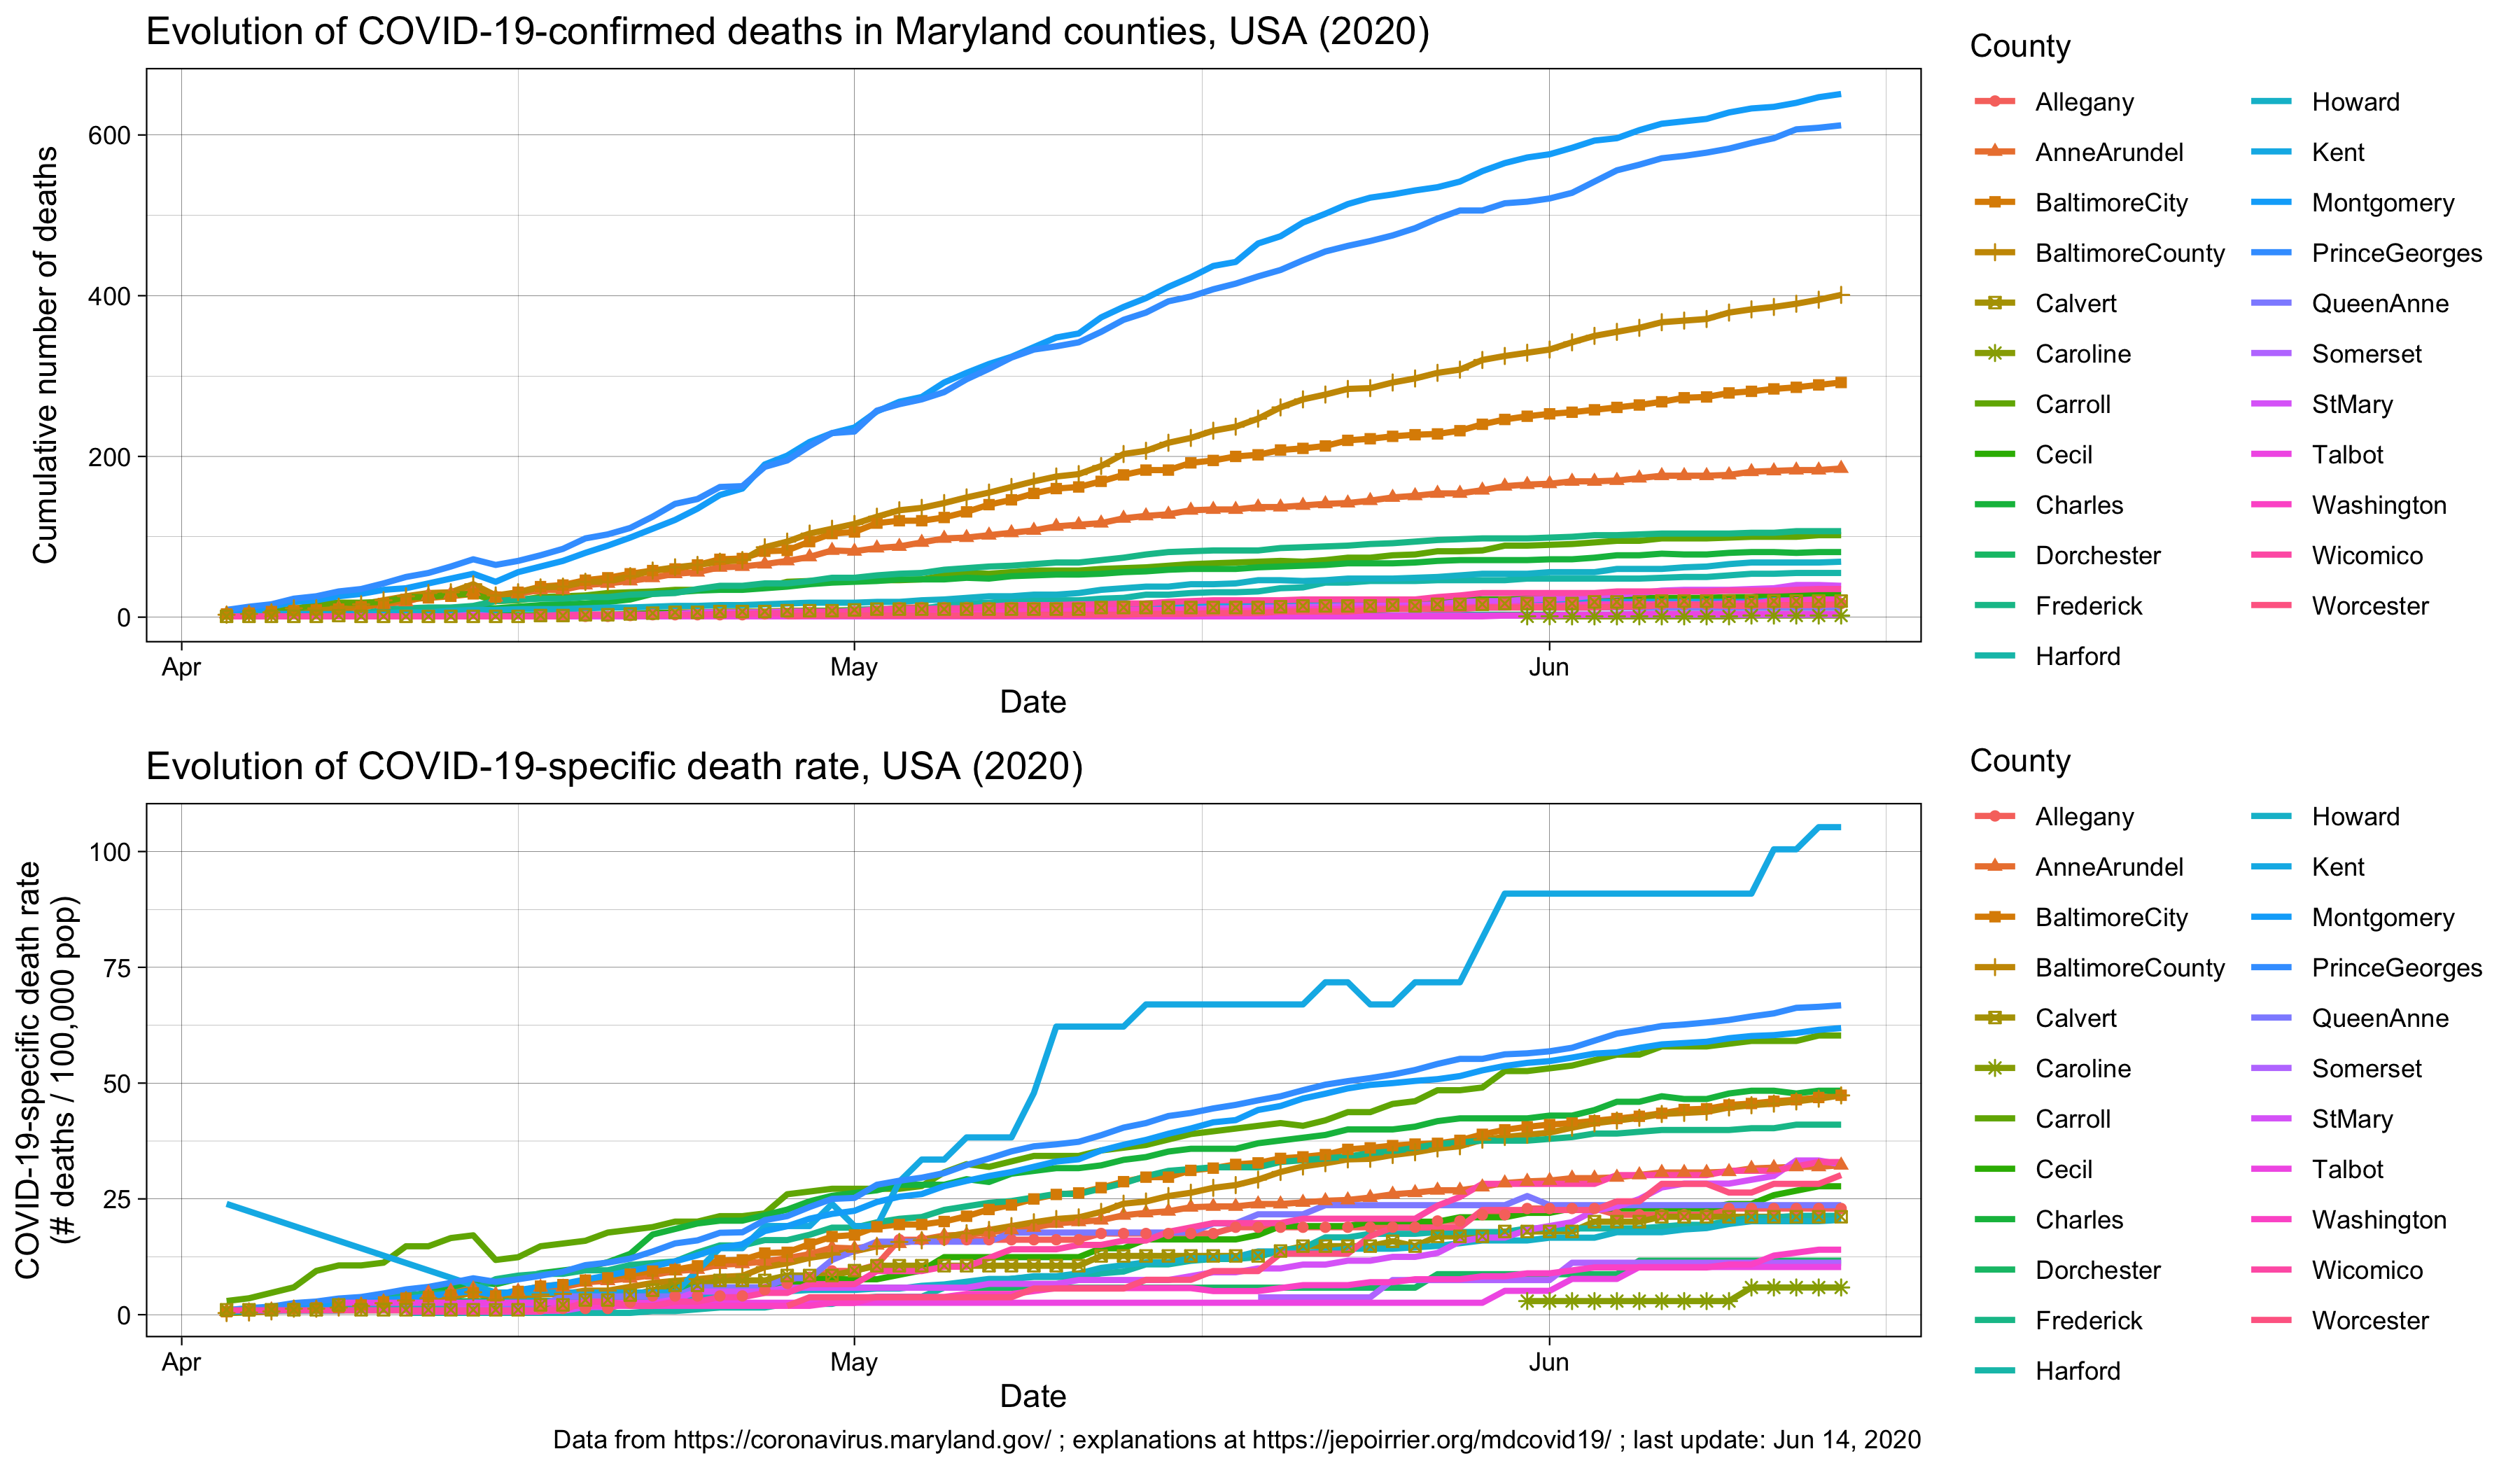 Evolution of COVID-19-confirmed deaths in Maryland counties, USA (2020)
Cumulative number of deaths
600
400
200
0
Apr
May
Jun
Date
County
Allegany
AnneArundel
BaltimoreCity
BaltimoreCounty
Calvert
Caroline
Carroll
Cecil
Charles
Dorchester
Frederick
Harford
Howard
Kent
Montgomery
PrinceGeorges
QueenAnne
Somerset
StMary
Talbot
Washington
Wicomico
Worcester
Evolution of COVID-19-specific death rate, USA (2020)
COVID-19-specific death rate
(# deaths / 100,000 pop)
100
75
50
25
0
Apr
May
Jun
Date
County
Allegany
AnneArundel
BaltimoreCity
BaltimoreCounty
Calvert
Caroline
Carroll
Cecil
Charles
Dorchester
Frederick
Harford
Howard
Kent
Montgomery
PrinceGeorges
QueenAnne
Somerset
StMary
Talbot
Washington
Wicomico
Worcester
Data from https://coronavirus.maryland.gov/ ; explanations at https://jepoirrier.org/mdcovid19/ ; last update: Jun 14, 2020